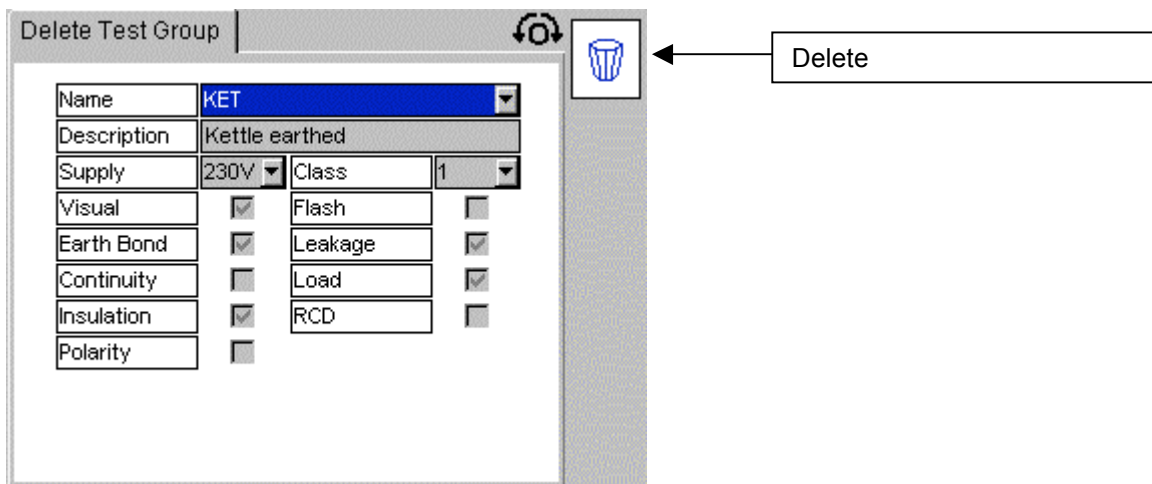 Delete Test Group
Delete
Name KET
Description Kettle earthed
Supply 230V Class 1
Visual Flash
Earth Bond Leakage
Continuity Load
Insulation RCD
Polarity